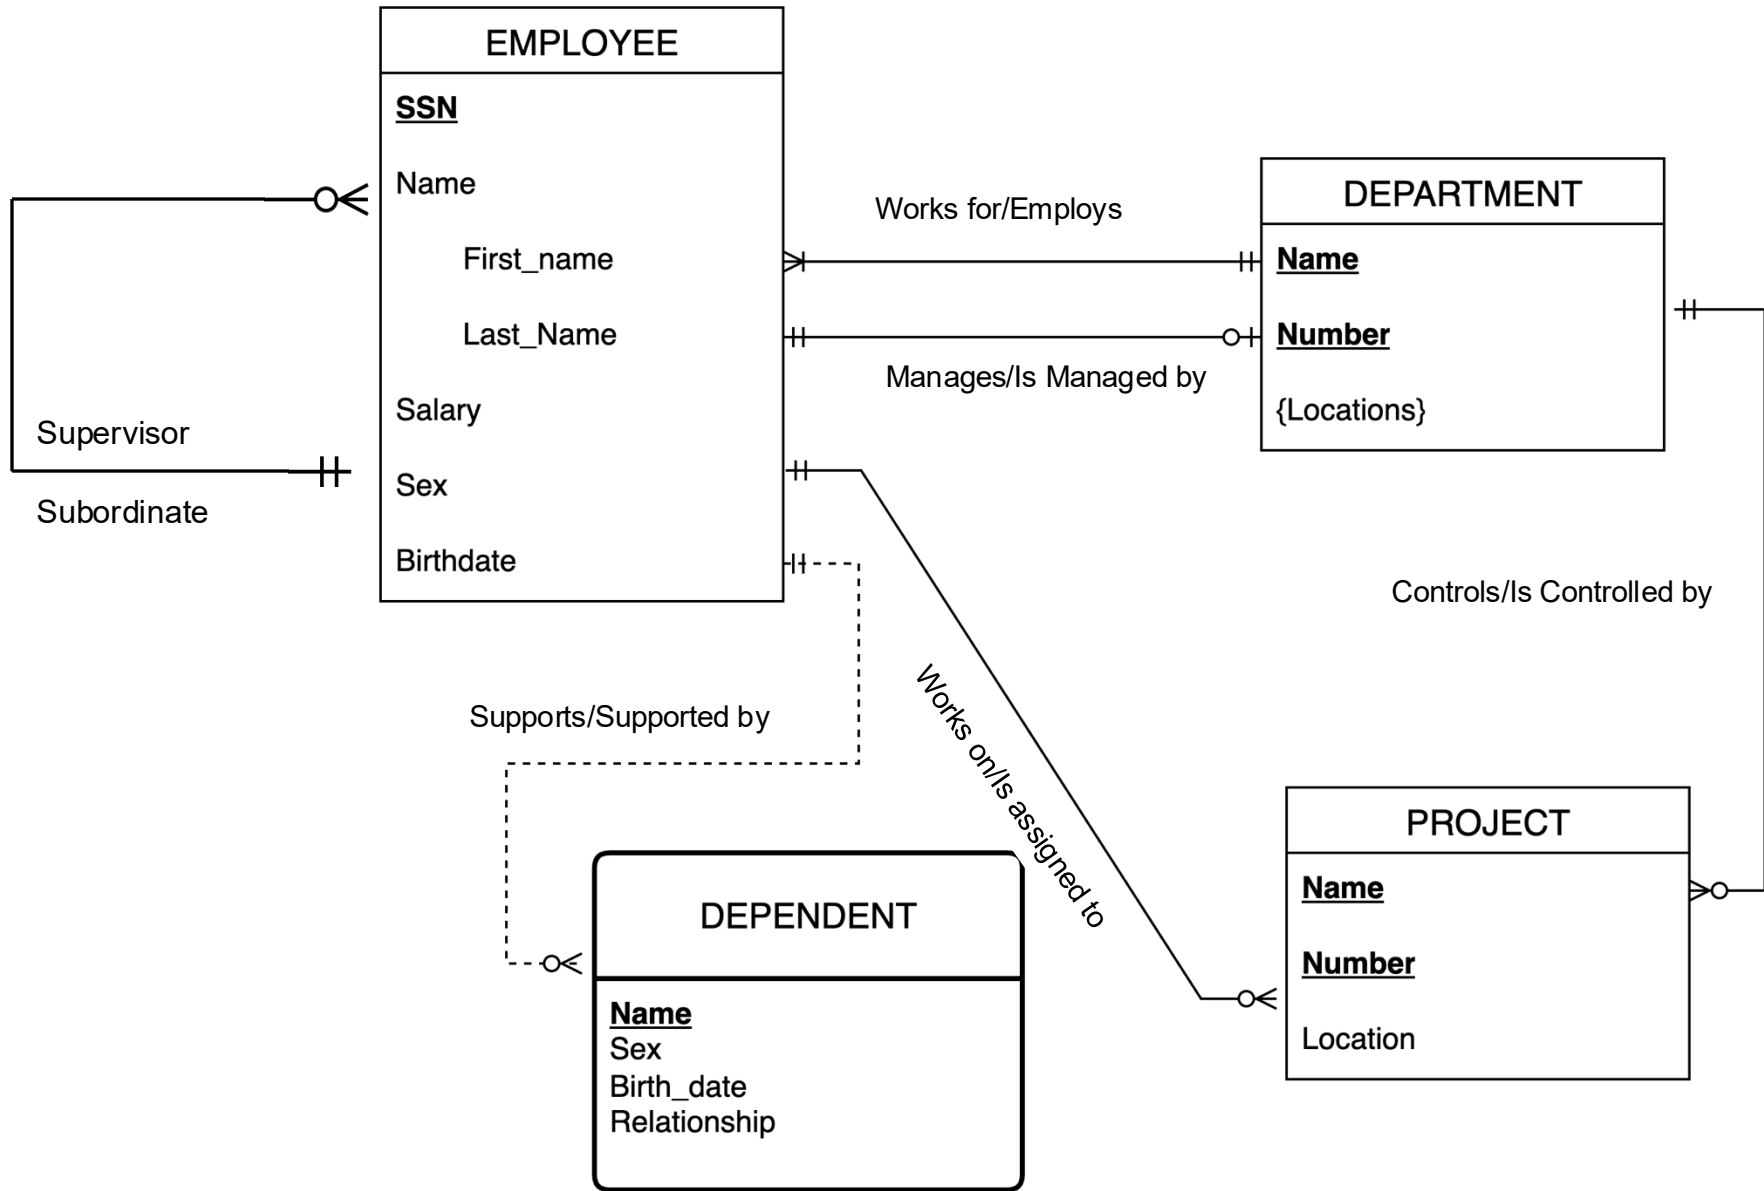 EMPLOYEE
SSN
Name
First_name
Last_Name
Salary
Sex
Birthdate
Supervisor
Subordinate
Works for/Employs
Manages/Is Managed by
DEPARTMENT
Name
Number
{Locations}
Controls/Is Controlled by
Supports/Supported by
Works on/Is assigned to
DEPENDENT
Name
Sex
Birth_date
Relationship
PROJECT
Name
Number
Location